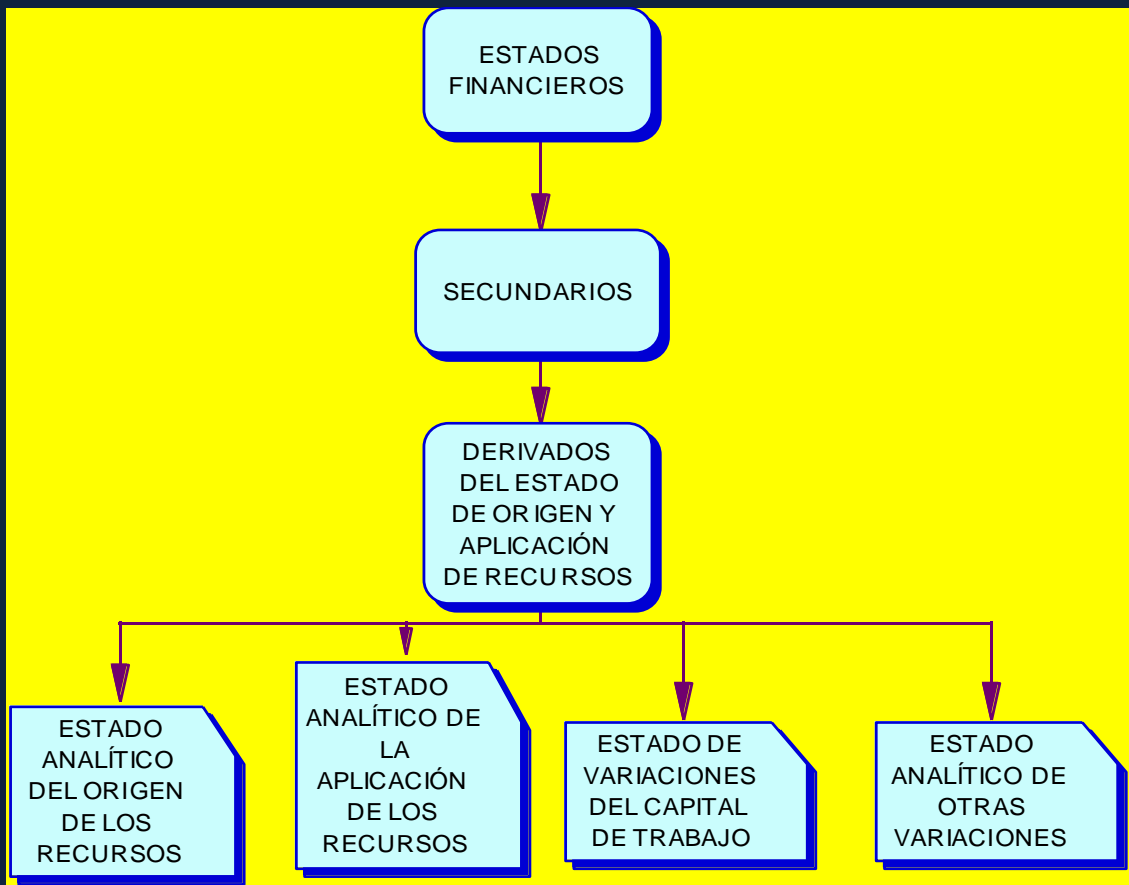 ESTADOS
FINANCIEROS
SECUNDARIOS
DERIVADOS
DEL ESTADO
DE ORIGEN Y
APLICACIÓN
DE RECURSOS
ESTADO
ANALÍTICO
DEL ORIGEN
DE LOS
RECURSOS
ESTADO
ANALÍTICO DE
LA
APLICACIÓN
DE LOS
RECURSOS
ESTADO DE
VARIACIONES
DEL CAPITAL
DE TRABAJO
ESTADO
ANALÍTICO DE
OTRAS
VARIACIONES